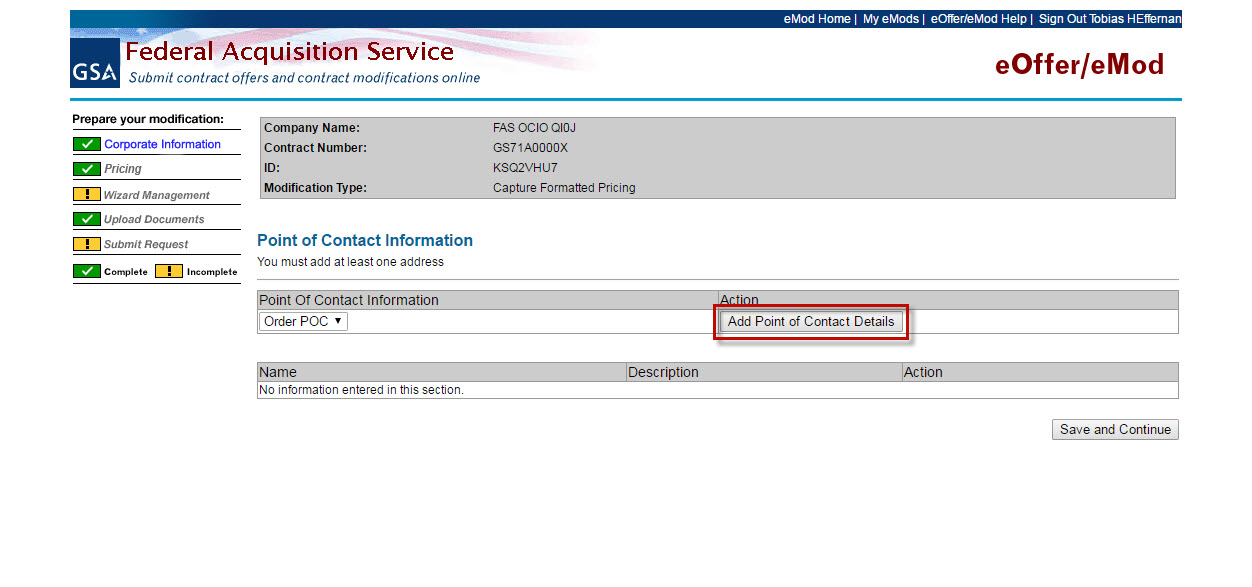 eMod Home | My eMods | eOffer/eMod Help | Sign Out Tobias HEffernan
GSA
Federal Acquisition Service
Submit contract offers and contract modifications online
eOffer/eMod
Prepare your modification:
Corporate Information
Pricing
! Wizard Management
Upload Documents
! Submit Request
Complete ! Incomplete
Company Name: FAS OCIO QI0J
Contract Number: GS71A0000X
ID: KSQ2VHU7
Modification Type: Capture Formatted Pricing
Point of Contact Information
You must add at least one address
Point Of Contact Information Action
Order POC ▼ Add Point of Contact Details
Name Description Action
No information entered in this section.
Save and Continue